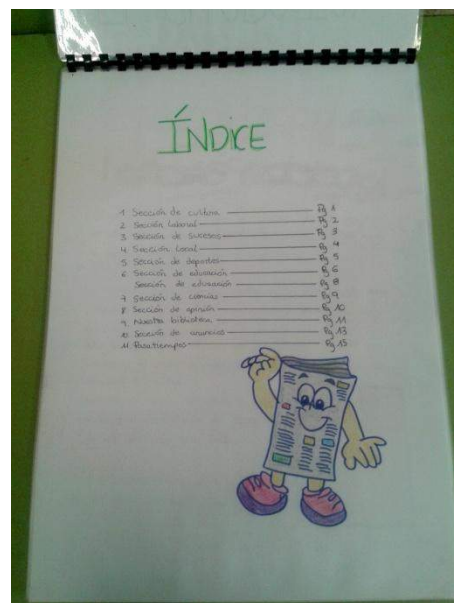 ÍNDICE
1 Sección de cultura Pg 1
2 Sección Laboral Pg 2
3 Sección de sucesos Pg 3
4 Sección Local Pg 4
5 Sección de deportes Pg 5
6 Sección de educación Pg 6
Sección de educación Pg 8
7 Sección de Pg 9
8 Sección de opinión Pg 10
9. Nuestra biblioteca Pg 11
10 Sección de anuncios Pg 13
11 Pasatiempos Pg 15